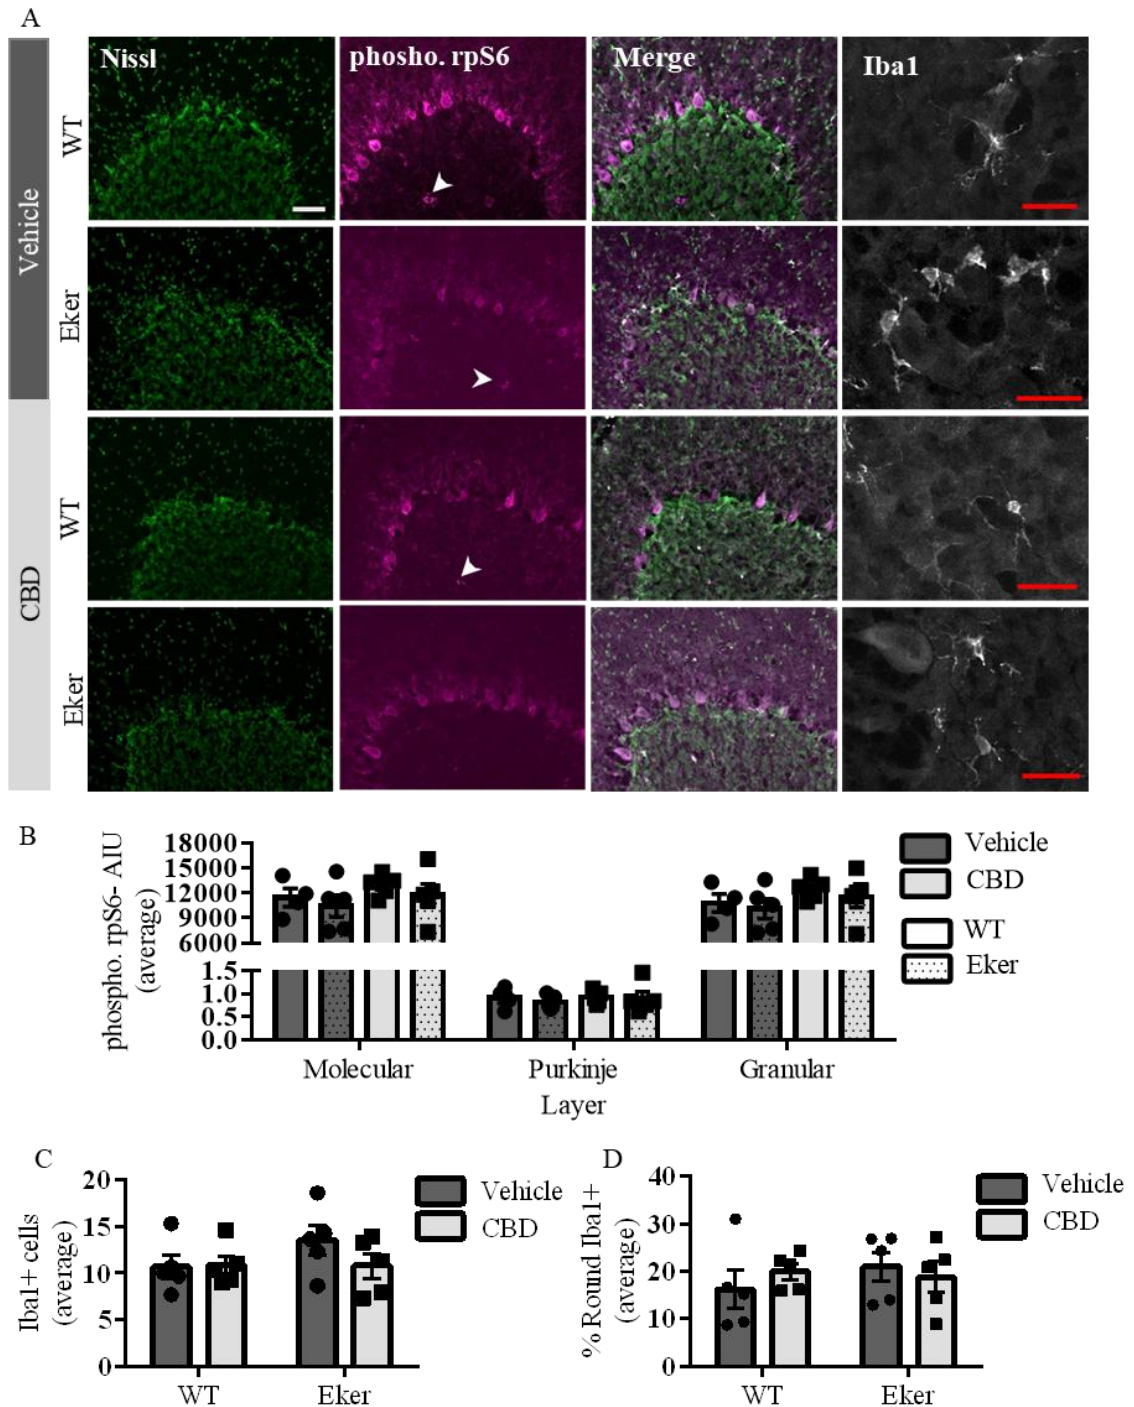 A
Nissl
phosho. rpS6
Merge
Iba1
Vehicle
WT
Eker
CBD
WT
Eker
B
phospho. rpS6- AIU
(average)
18000
15000
12000
9000
6000
1.5
1.0
0.5
0.0
Molecular
Purkinje
Granular
Layer
Vehicle
CBD
WT
Eker
C
Iba1+ cells
(average)
20
15
10
5
0
WT
Eker
Vehicle
CBD
D
% Round Iba1+
(average)
40
30
20
10
0
WT
Eker
Vehicle
CBD